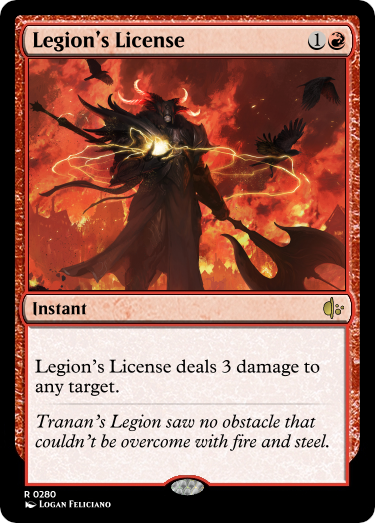 Legion's License 1
Instant
Legion's License deals 3 damage to
any target.
Tranan's Legion saw no obstacle that
couldn't be overcome with fire and steel.
R 0280
Logan Feliciano